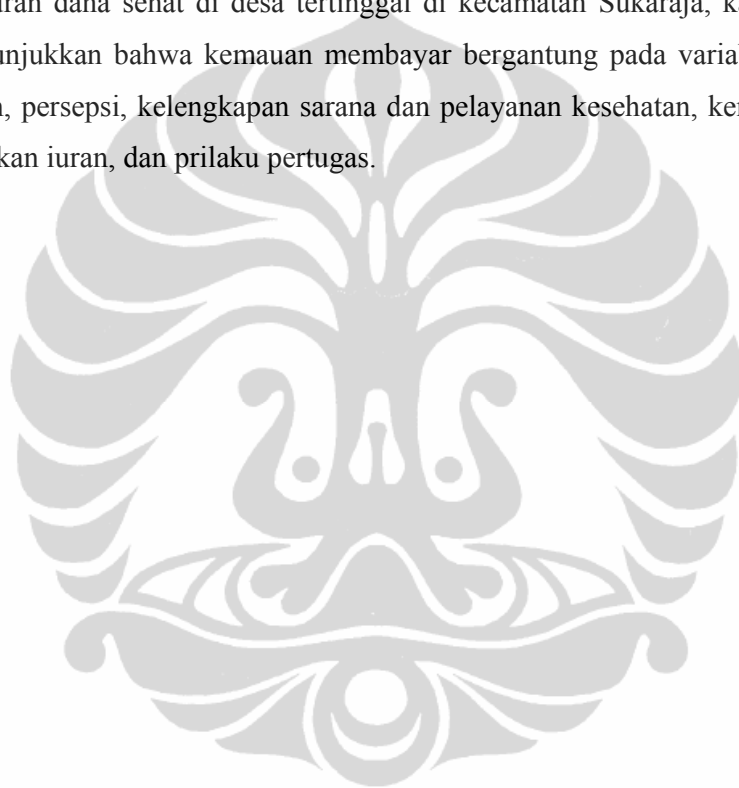 dana sehat di desa tertinggal di kecamatan Sukaraja,
bahwa kemauan membayar bergantung pada
persepsi, kelengkapan sarana dan pelayanan kesehatan,
iuran, dan prilaku pertugas.